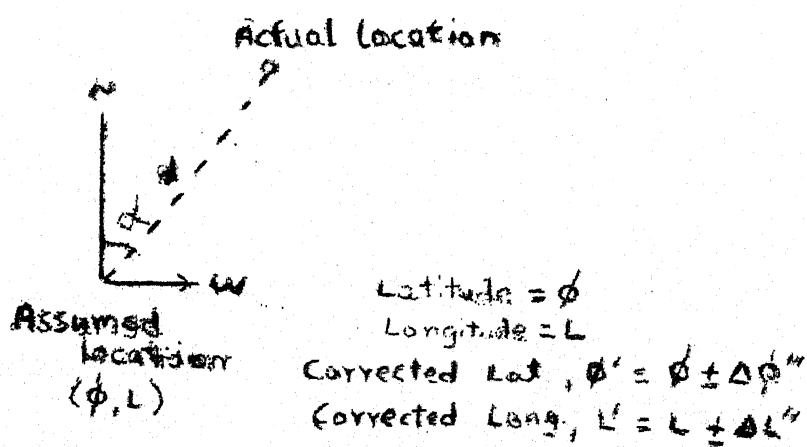 Actual Location
N
d
α
W
Assumed
location
(ϕ, L)
Latitude = ϕ
Longitude = L
Corrected Lat, ϕ' = ϕ ± Δϕ"
Corrected Long., L' = L ± ΔL"